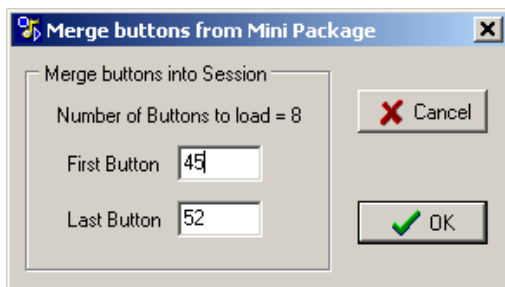 Merge buttons from Mini Package
Merge buttons into Session
Number of Buttons to load = 8
Cancel
First Button 45
Last Button 52
OK